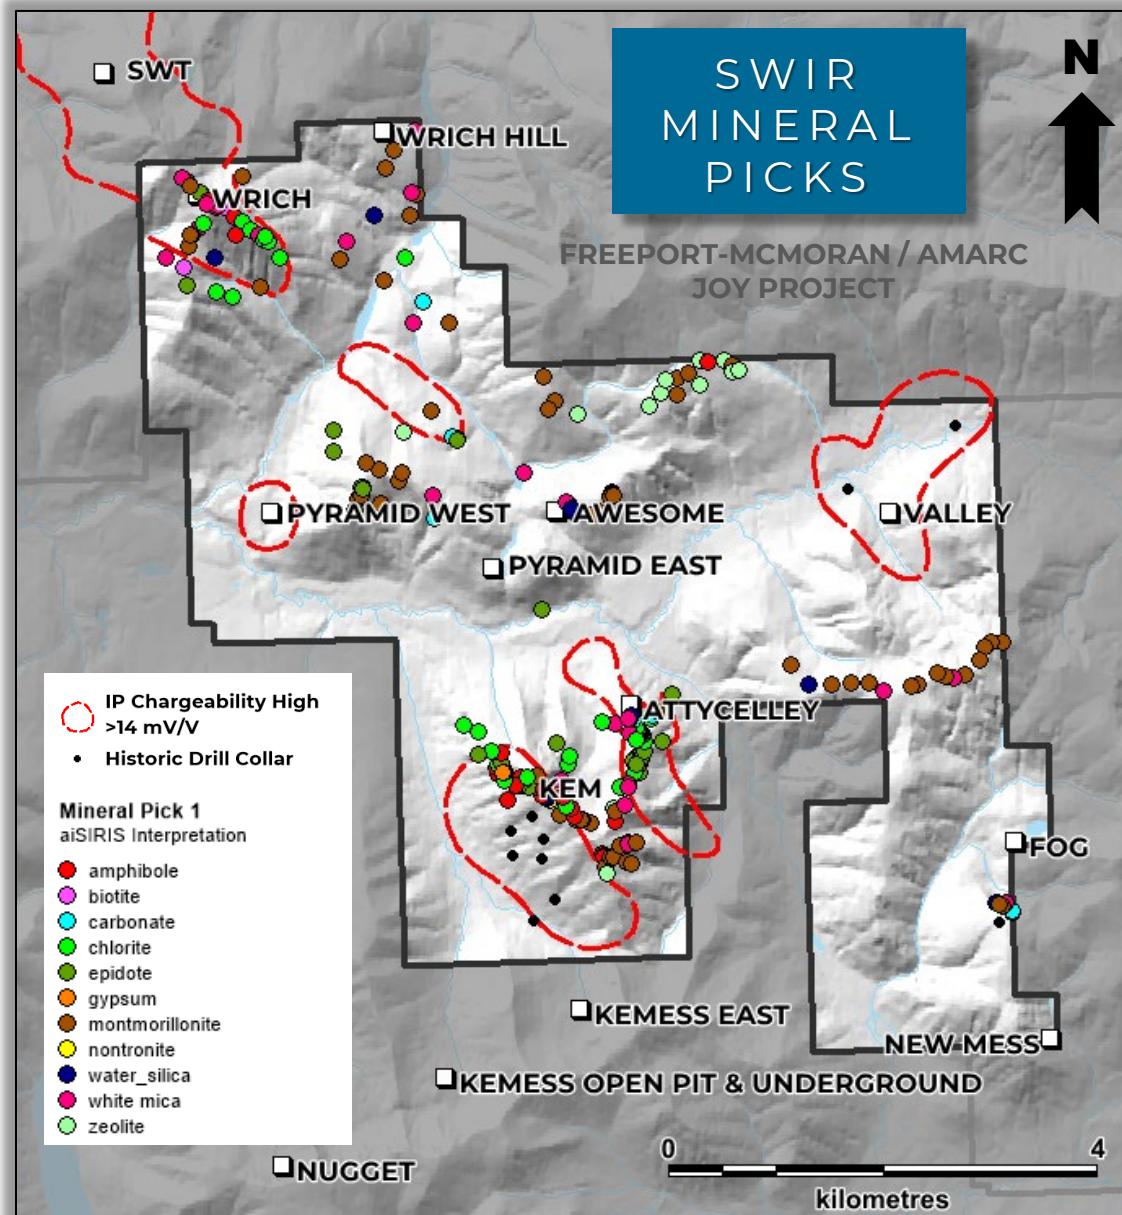 SWIR
MINERAL
PICKS
N
FREEPORT-MCMORAN / AMARC
JOY PROJECT
SWT
WRICH HILL
WRICH
PYRAMID WEST
AWESOME
VALLEY
PYRAMID EAST
ATTYCELLEY
KEM
FOG
KEMESS EAST
NEW MESS
KEMESS OPEN PIT & UNDERGROUND
NUGGET
IP Chargeability High
>14 mV/V
Historic Drill Collar
Mineral Pick 1
aiSIRIS Interpretation
amphibole
biotite
carbonate
chlorite
epidote
gypsum
montmorillonite
nontronite
water_silica
white mica
zeolite
0 4
kilometres